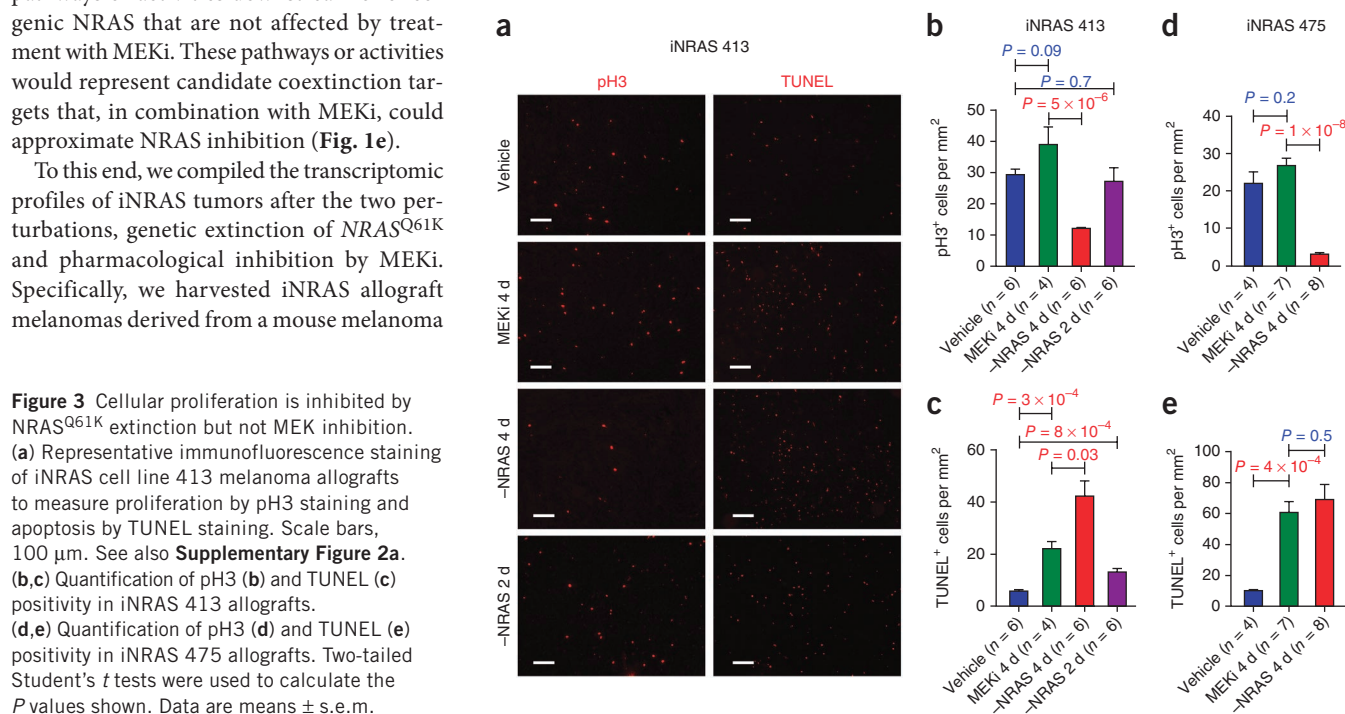 genic NRAS that are not affected by treat-
ment with MEKi. These pathways or activities
would represent candidate coextinction tar-
gets that, in combination with MEKi, could
approximate NRAS inhibition (Fig. 1e).
To this end, we compiled the transcriptomic
profiles of iNRAS tumors after the two per-
turbations, genetic extinction of NRASQ61K
and pharmacological inhibition by MEKi.
Specifically, we harvested iNRAS allograft
melanomas derived from a mouse melanoma
Figure 3 Cellular proliferation is inhibited by
NRASQ61K extinction but not MEK inhibition.
(a) Representative immunofluorescence staining
of iNRAS cell line 413 melanoma allografts
to measure proliferation by pH3 staining and
apoptosis by TUNEL staining. Scale bars,
100 μm. See also Supplementary Figure 2a.
(b,c) Quantification of pH3 (b) and TUNEL (c)
positivity in iNRAS 413 allografts.
(d,e) Quantification of pH3 (d) and TUNEL (e)
positivity in iNRAS 475 allografts. Two-tailed
Student's t tests were used to calculate the
P values shown. Data are means ± s.e.m.
a
iNRAS 413
pH3
TUNEL
Vehicle
MEKi 4 d
–NRAS 4 d
–NRAS 2 d
b
iNRAS 413
P = 0.09
P = 0.7
P = 5 × 10–6
pH3+ cells per mm2
50
40
30
20
10
0
Vehicle (n = 6)
MEKi 4 d (n = 4)
–NRAS 4 d (n = 6)
–NRAS 2 d (n = 6)
c
P = 3 × 10–4
P = 8 × 10–4
P = 0.03
TUNEL+ cells per mm2
60
40
20
0
Vehicle (n = 6)
MEKi 4 d (n = 4)
–NRAS 4 d (n = 6)
–NRAS 2 d (n = 6)
d
iNRAS 475
P = 0.2
P = 1 × 10–8
pH3+ cells per mm2
40
30
20
10
0
Vehicle (n = 4)
MEKi 4 d (n = 7)
–NRAS 4 d (n = 8)
e
P = 0.5
P = 4 × 10–4
TUNEL+ cells per mm2
100
80
60
40
20
0
Vehicle (n = 4)
MEKi 4 d (n = 7)
–NRAS 4 d (n = 8)